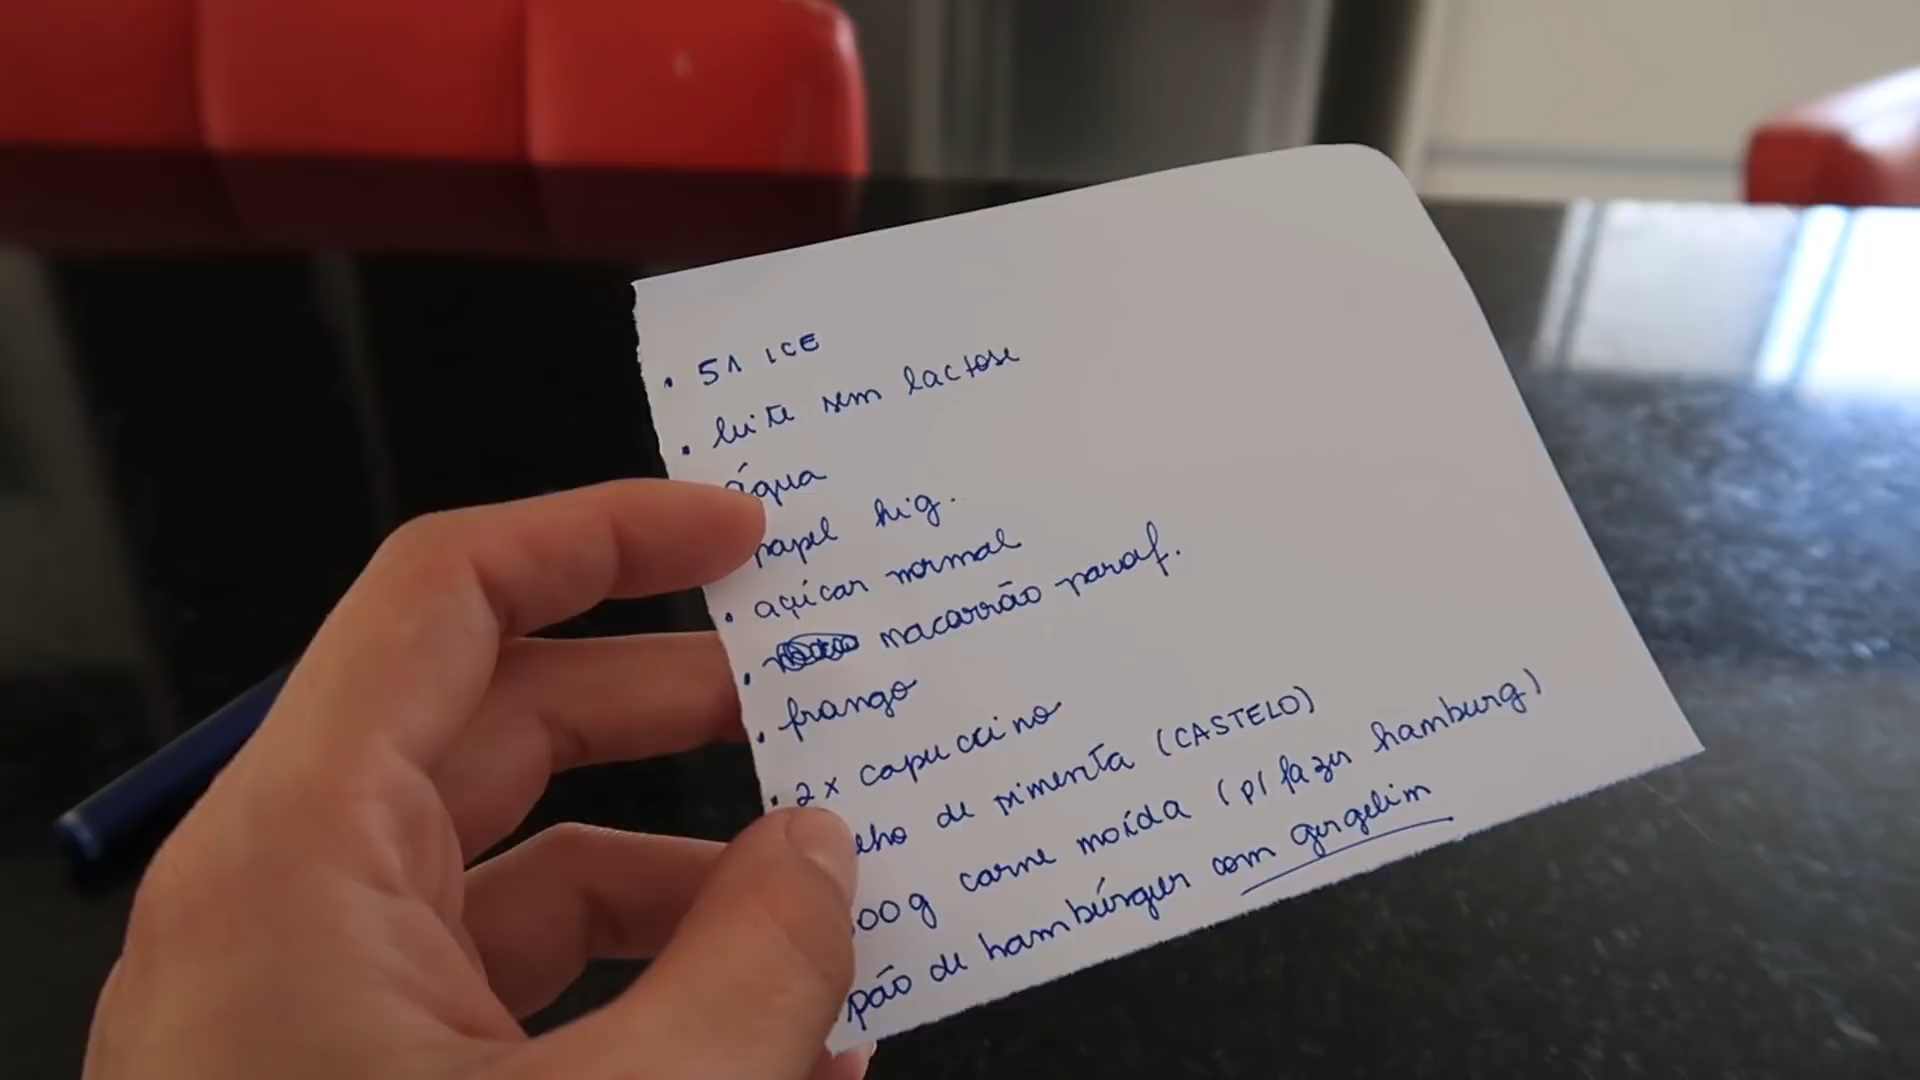 • 51 ICE
• leite sem lactose
água
papel hig.
• açúcar normal
• macarrão paraf.
• frango
• 2x capuccino
de pimenta (CASTELO)
00g carne moída (p/ fazer hamburg)
pão de hambúrguer com gergelim